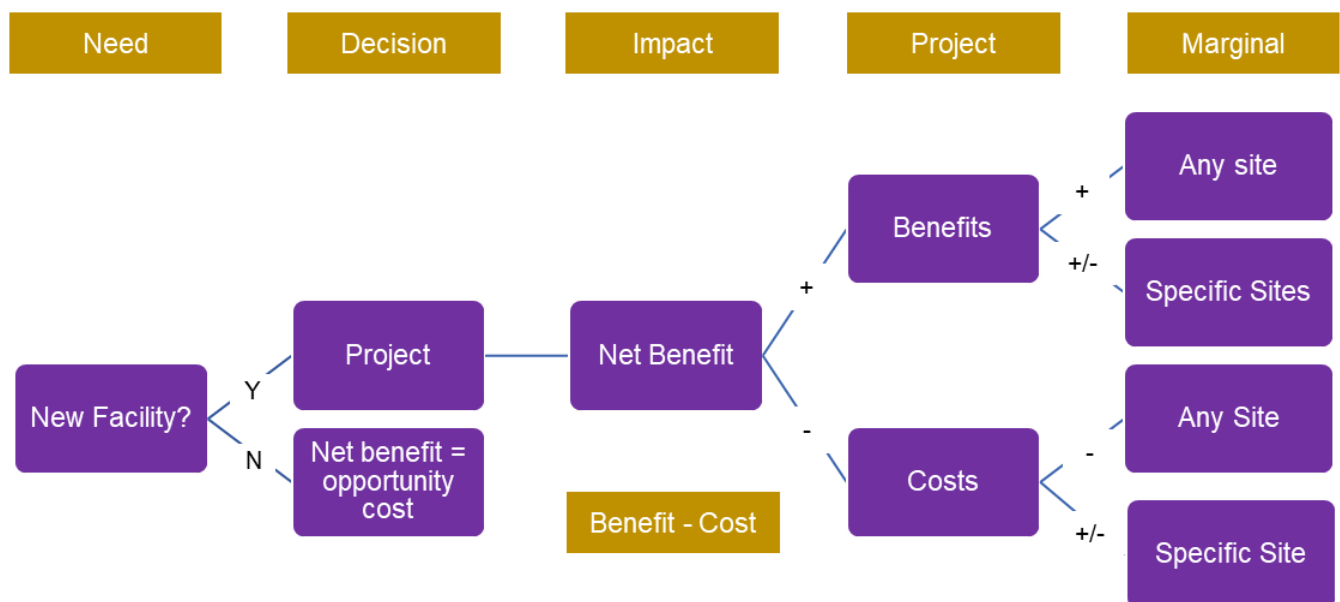 Need
Decision
Impact
Project
Marginal
Any site
+
Benefits
+/-
Specific Sites
+
Project
Net Benefit
Y
New Facility?
Any Site
N
Net benefit =
opportunity
cost
-
Costs
-
Benefit - Cost
+/-
Specific Site